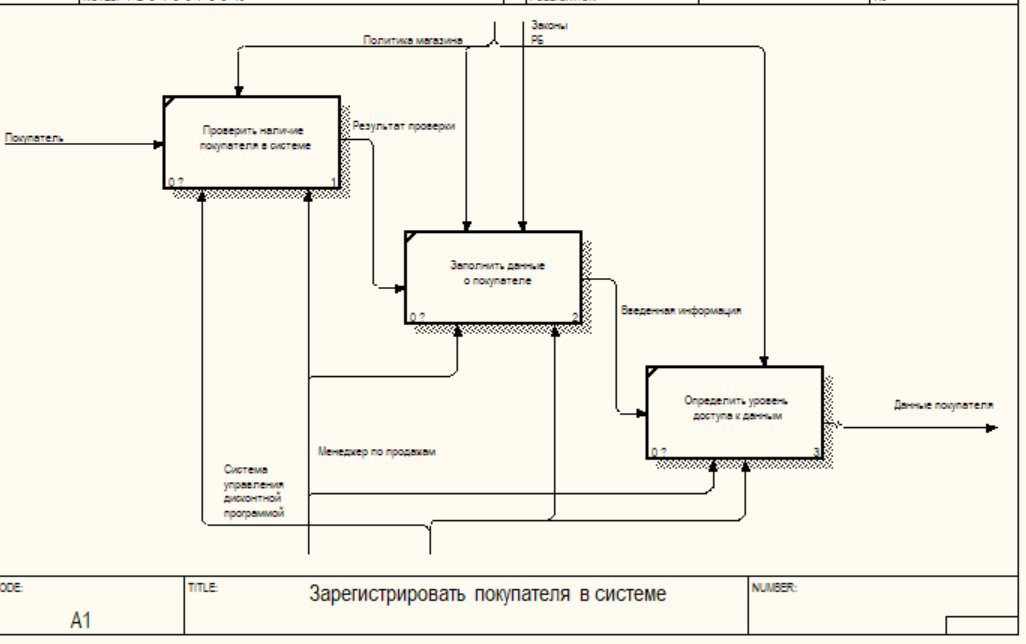 Законы
РБ
Политика магазина
Покупатель
Проверить наличие
покупателя в системе
0 ?
1
Результат проверки
Заполнить данные
о покупателе
0 ?
2
Введенная информация
Определить уровень
доступа к данным
0 ?
3
Данные покупателя
Менеджер по продажам
Система
управления
дисконтной
программой
ODE:
A1
TITLE:
Зарегистрировать покупателя в системе
NUMBER: